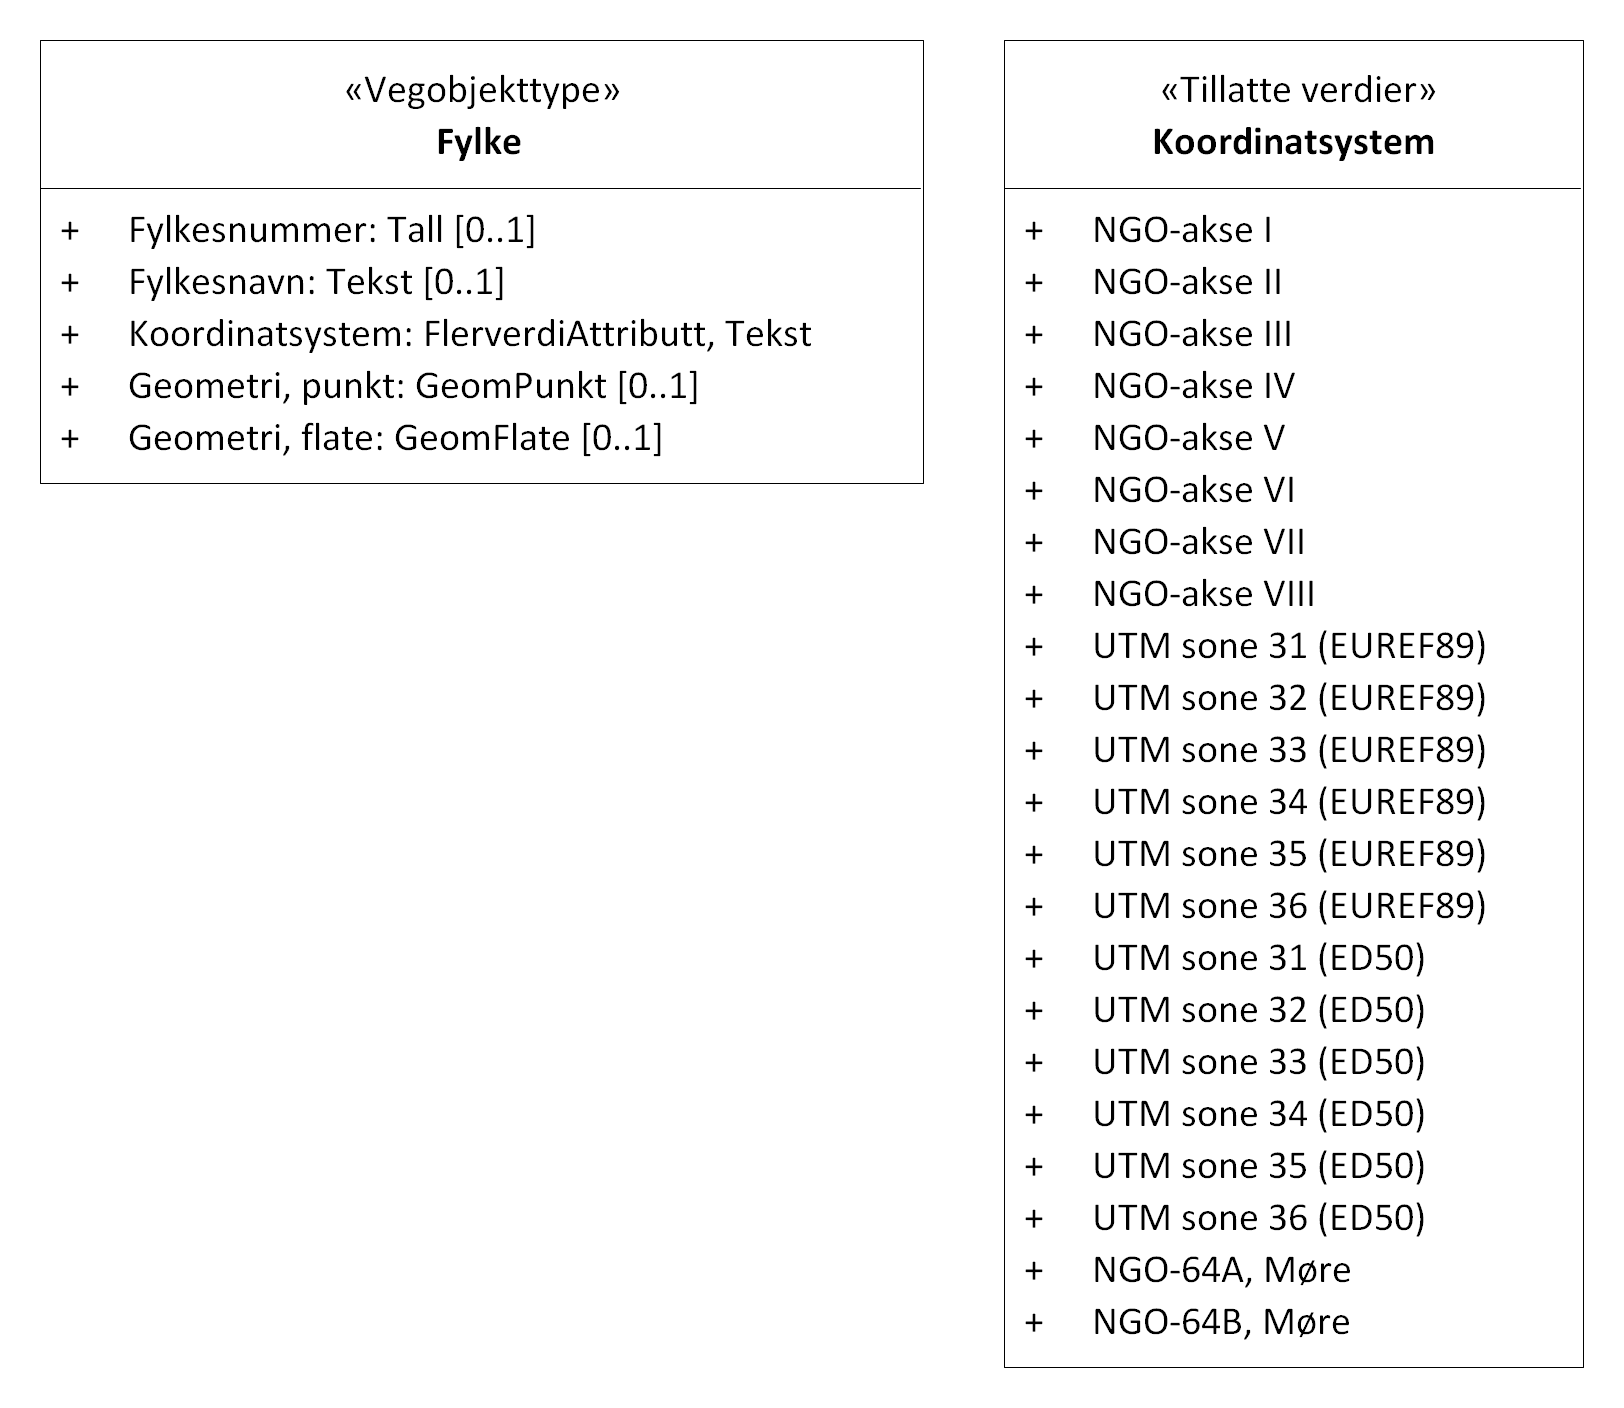 «Vegobjekttype»
Fylke
+ Fylkesnummer: Tall [0..1]
+ Fylkesnavn: Tekst [0..1]
+ Koordinatsystem: FlerverdiAttributt, Tekst
+ Geometri, punkt: GeomPunkt [0..1]
+ Geometri, flate: GeomFlate [0..1]
«Tillatte verdier»
Koordinatsystem
+ NGO-akse I
+ NGO-akse II
+ NGO-akse III
+ NGO-akse IV
+ NGO-akse V
+ NGO-akse VI
+ NGO-akse VII
+ NGO-akse VIII
+ UTM sone 31 (EUREF89)
+ UTM sone 32 (EUREF89)
+ UTM sone 33 (EUREF89)
+ UTM sone 34 (EUREF89)
+ UTM sone 35 (EUREF89)
+ UTM sone 36 (EUREF89)
+ UTM sone 31 (ED50)
+ UTM sone 32 (ED50)
+ UTM sone 33 (ED50)
+ UTM sone 34 (ED50)
+ UTM sone 35 (ED50)
+ UTM sone 36 (ED50)
+ NGO-64A, Møre
+ NGO-64B, Møre